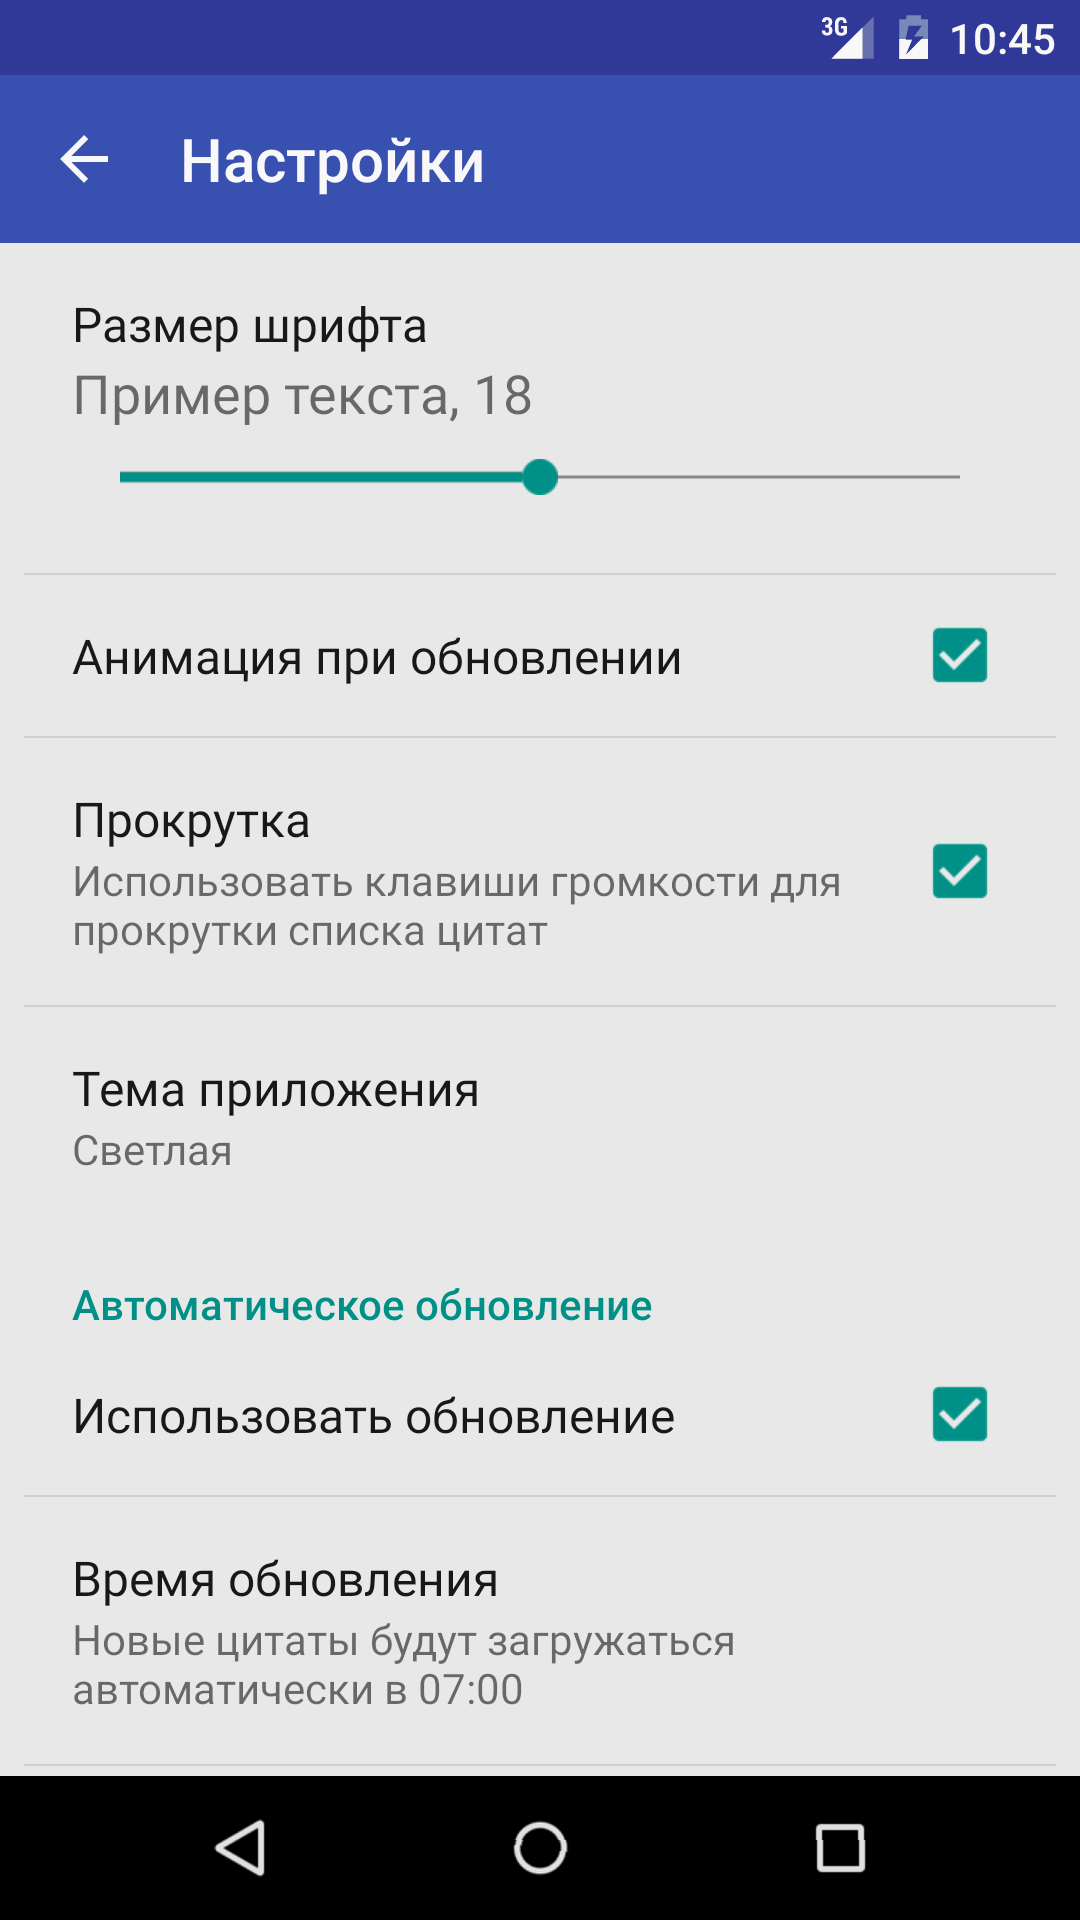 3G 10:45
Настройки
Размер шрифта
Пример текста, 18
Анимация при обновлении
Прокрутка
Использовать клавиши громкости для
прокрутки списка цитат
Тема приложения
Светлая
Автоматическое обновление
Использовать обновление
Время обновления
Новые цитаты будут загружаться
автоматически в 07:00